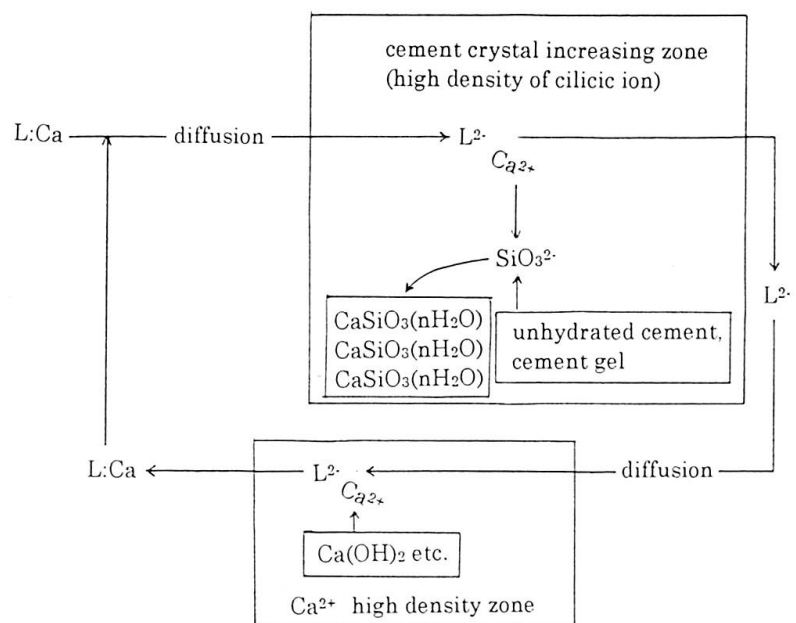 cement crystal increasing zone
(high density of cilicic ion)
L:Ca
diffusion
L²⁻
Ca²⁺
SiO₃²⁻
L²⁻
CaSiO₃(nH₂O)
CaSiO₃(nH₂O)
CaSiO₃(nH₂O)
unhydrated cement,
cement gel
L:Ca
L²⁻
diffusion
Ca²⁺
Ca(OH)₂ etc.
Ca²⁺ high density zone